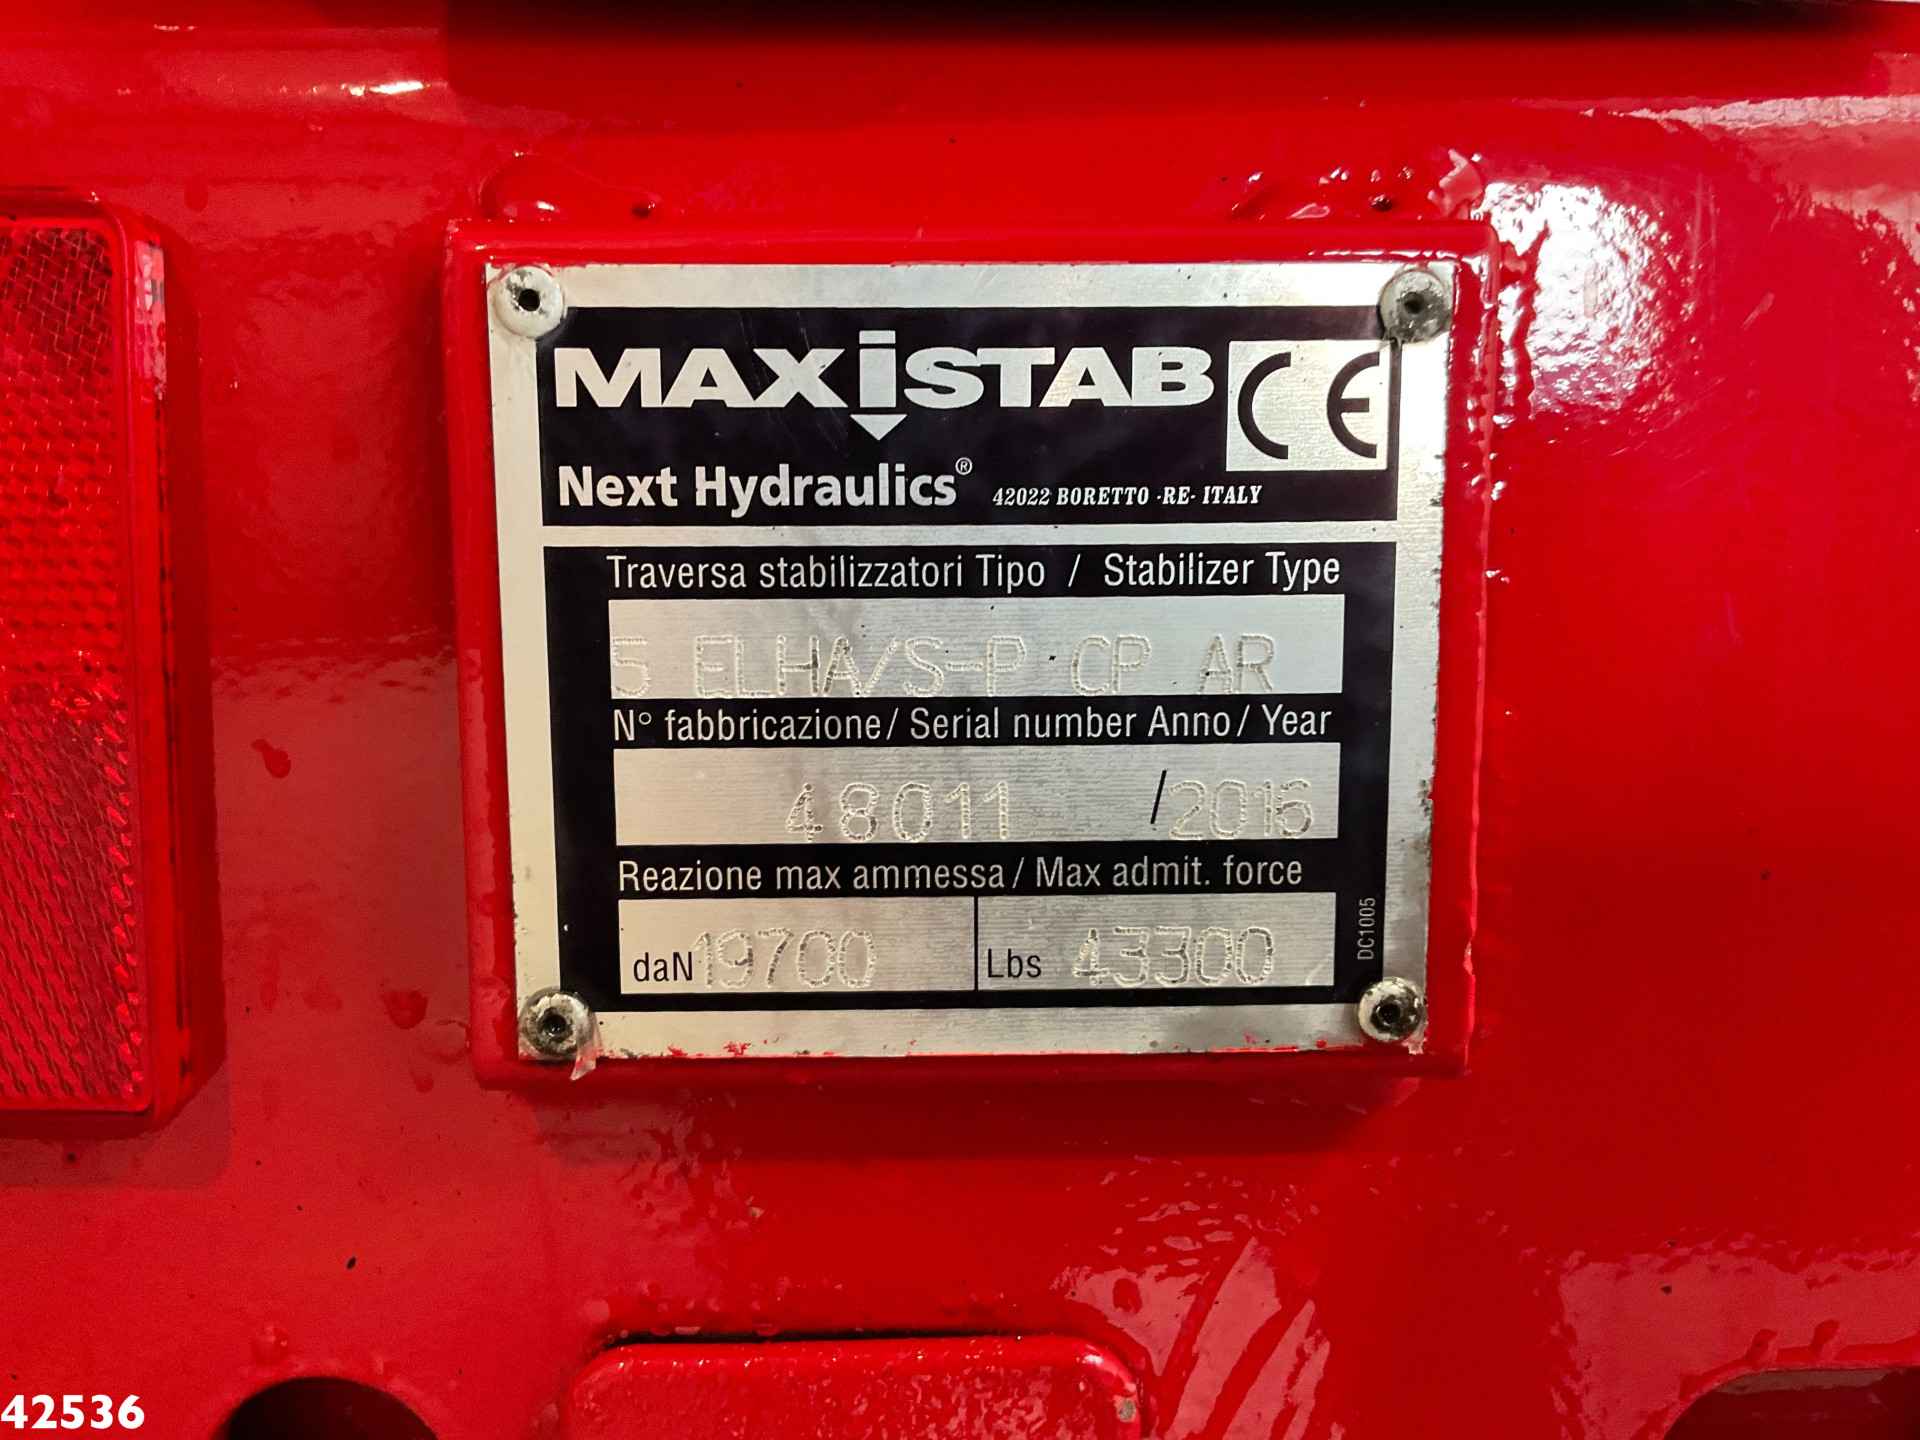 MAXiSTAB CE
Next Hydraulics® 42022 BORETTO -RE- ITALY
Traversa stabilizzatori Tipo / Stabilizer Type
5 ELHA/S-P CP AR
N° fabbricazione / Serial number Anno / Year
48011 /2016
Reazione max ammessa / Max admit. force
daN 19700 Lbs 43300
DC1005
42536